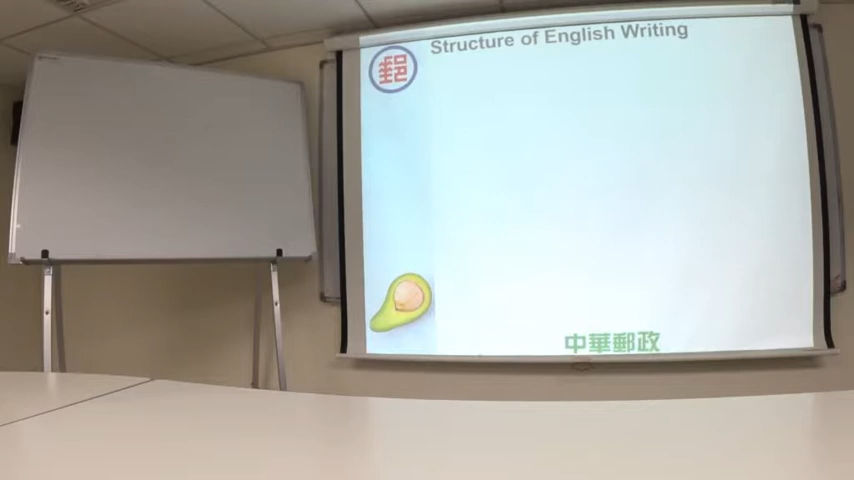 郵
Structure of English Writing
中華郵政